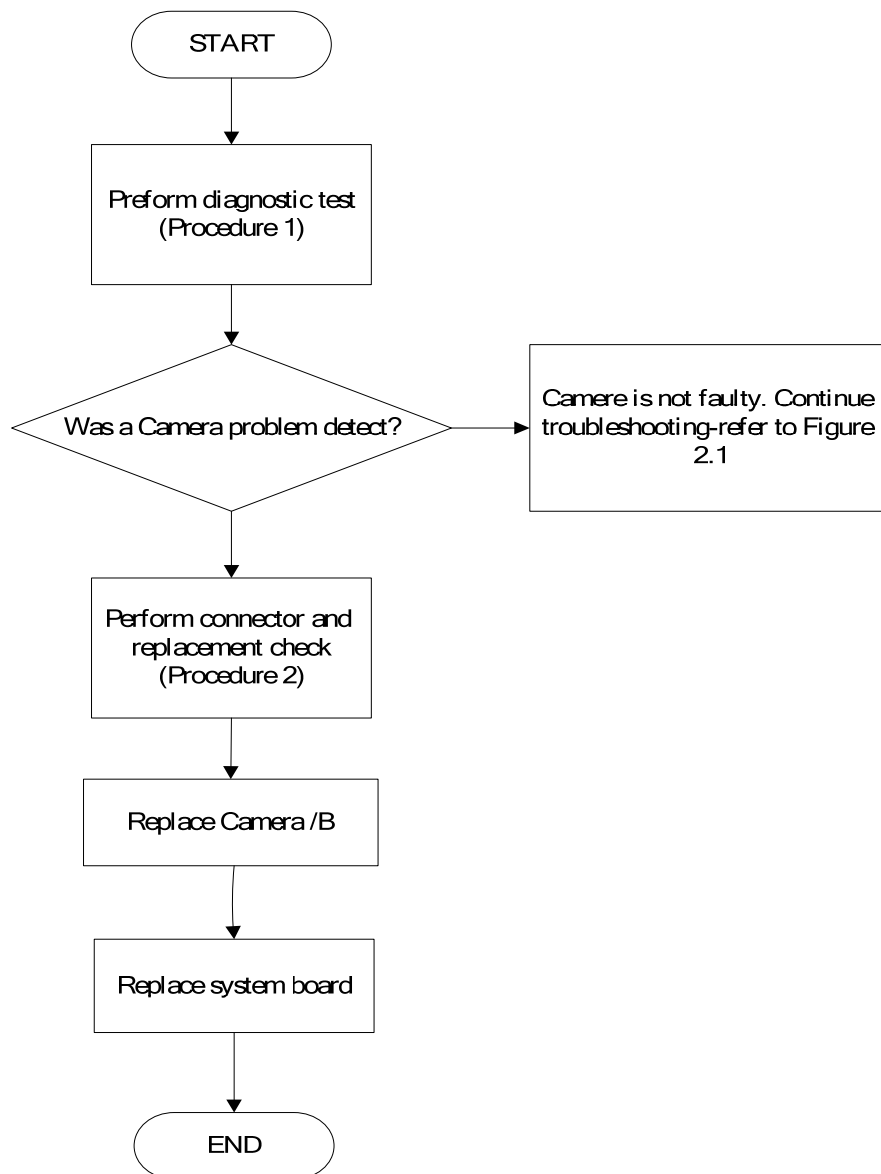 START
Preform diagnostic test
(Procedure 1)
Was a Camera problem detect?
Camere is not faulty. Continue
troubleshooting-refer to Figure
2.1
Perform connector and
replacement check
(Procedure 2)
Replace Camera /B
Replace system board
END